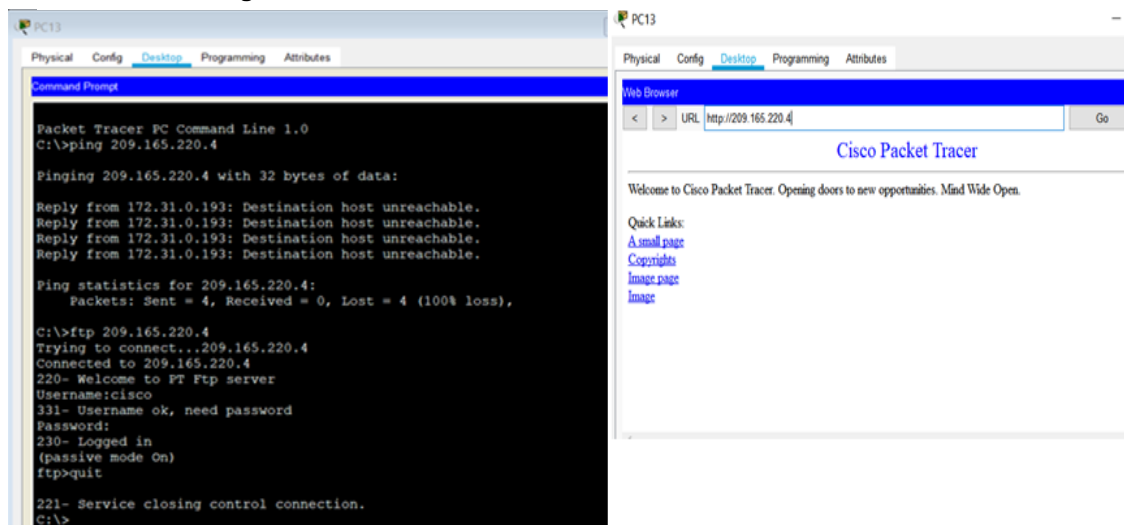 PC13
Physical Config Desktop Programming Attributes
Command Prompt
Packet Tracer PC Command Line 1.0
C:\>ping 209.165.220.4
Pinging 209.165.220.4 with 32 bytes of data:
Reply from 172.31.0.193: Destination host unreachable.
Reply from 172.31.0.193: Destination host unreachable.
Reply from 172.31.0.193: Destination host unreachable.
Reply from 172.31.0.193: Destination host unreachable.
Ping statistics for 209.165.220.4:
Packets: Sent = 4, Received = 0, Lost = 4 (100% loss),
C:\>ftp 209.165.220.4
Trying to connect...209.165.220.4
Connected to 209.165.220.4
220- Welcome to PT Ftp server
Username:cisco
331- Username ok, need password
Password:
230- Logged in
(passive mode On)
ftp>quit
221- Service closing control connection.
C:\>
PC13
Physical Config Desktop Programming Attributes
Web Browser
< > URL http://209.165.220.4 Go
Cisco Packet Tracer
Welcome to Cisco Packet Tracer. Opening doors to new opportunities. Mind Wide Open.
Quick Links:
A small page
Copyrights
Image page
Image